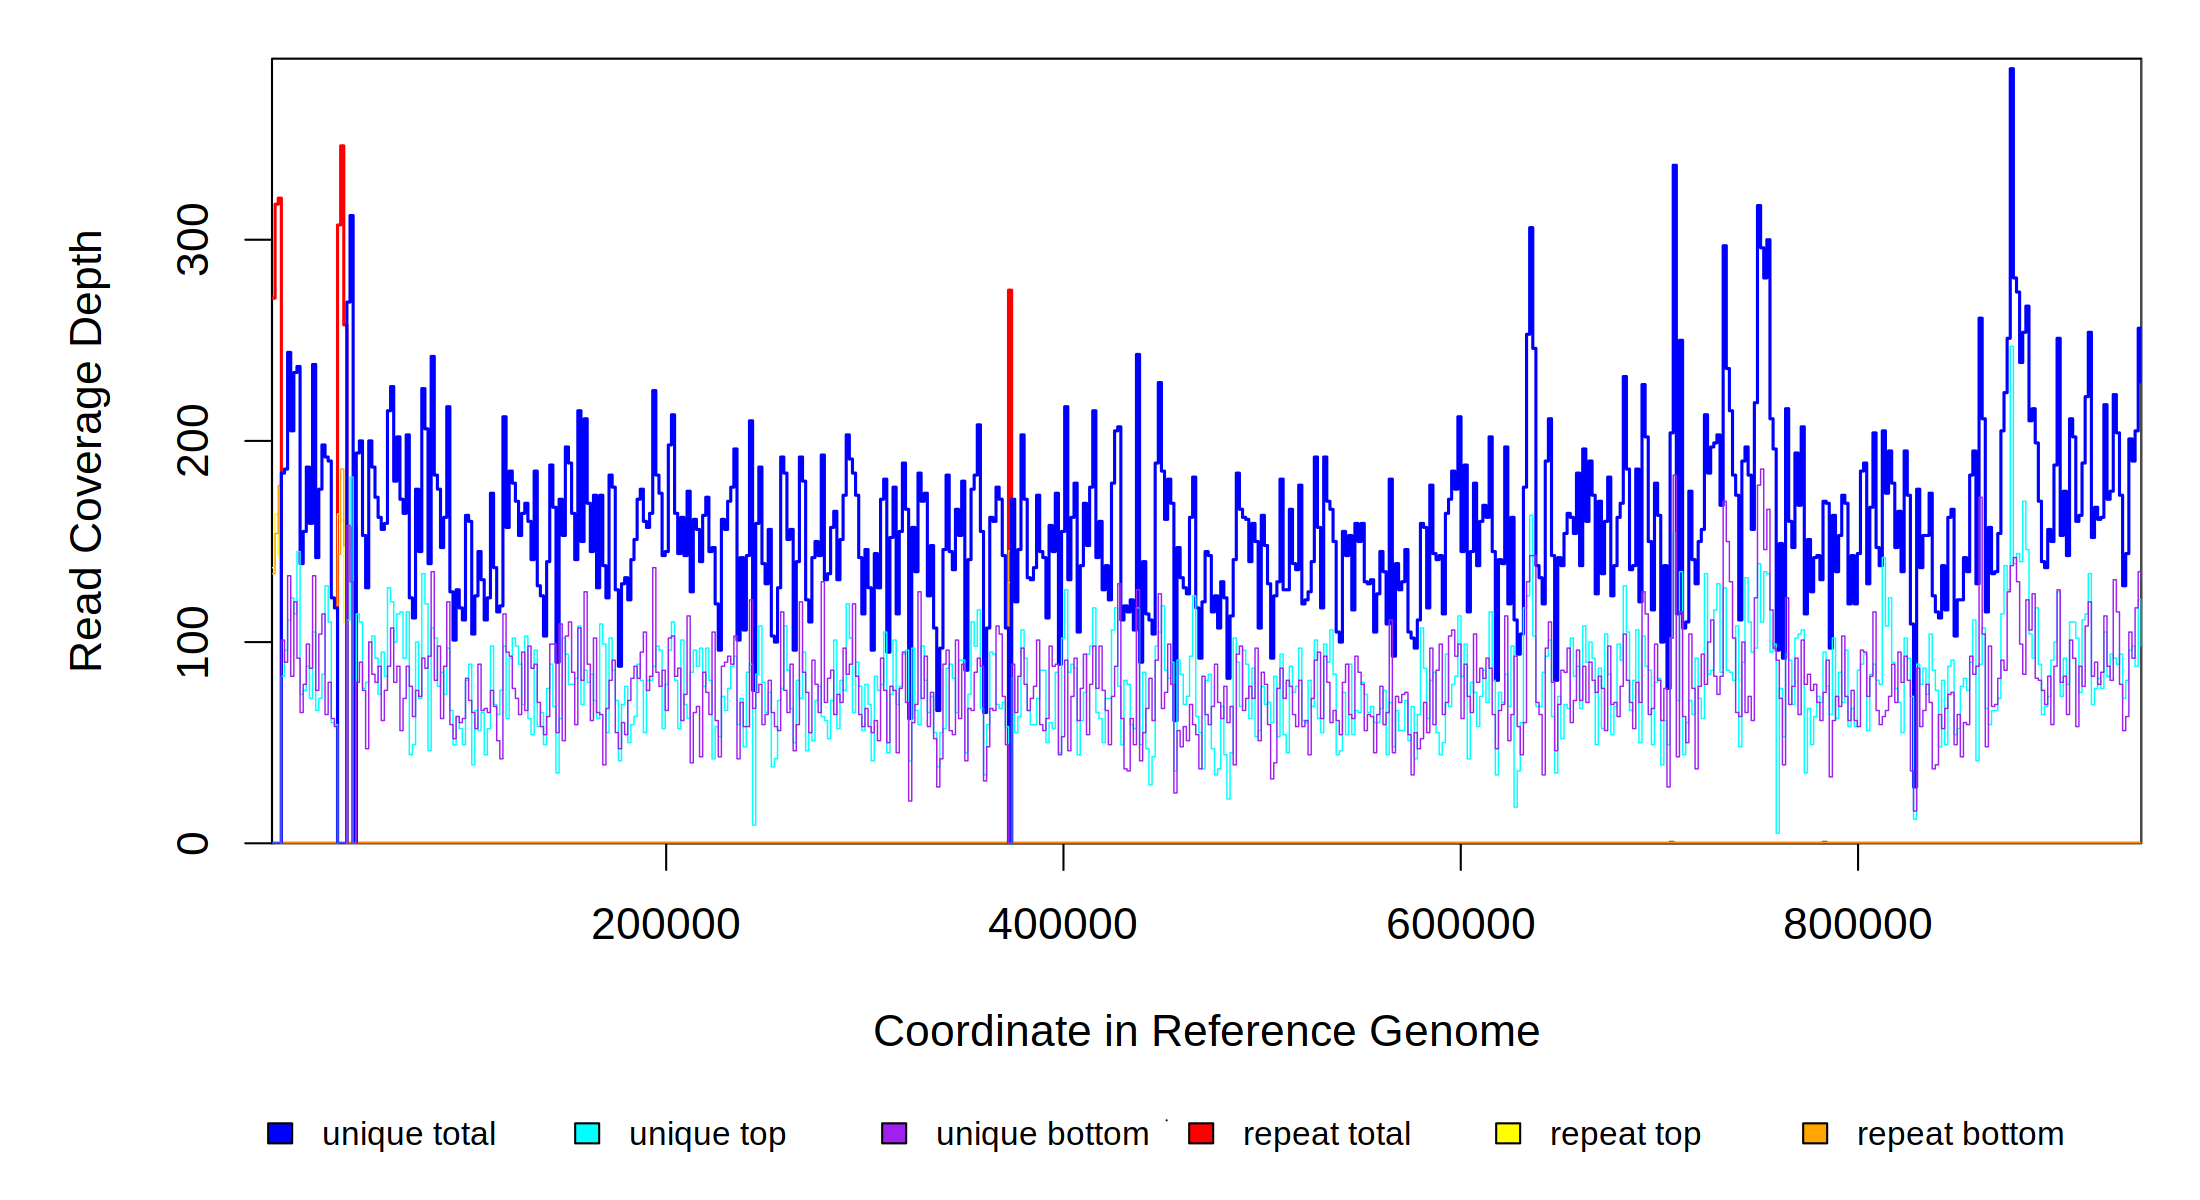 Read Coverage Depth
300
200
100
0
200000 400000 600000 800000
Coordinate in Reference Genome
unique total unique top unique bottom repeat total repeat top repeat bottom